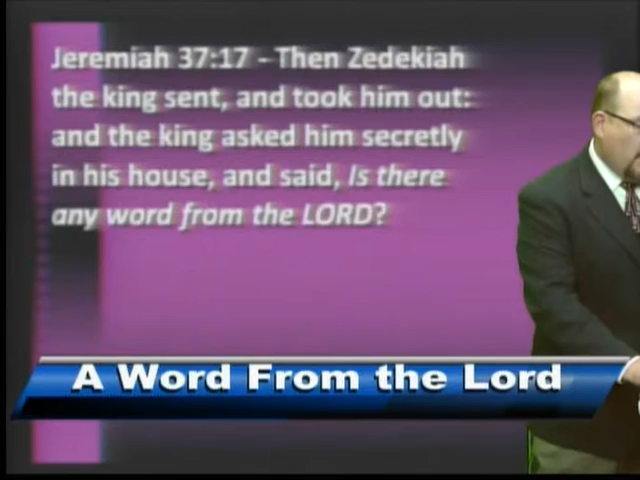 Jeremiah 37:17 - Then Zedekiah
the king sent, and took him out:
and the king asked him secretly
in his house, and said, Is there
any word from the LORD?
A Word From the Lord